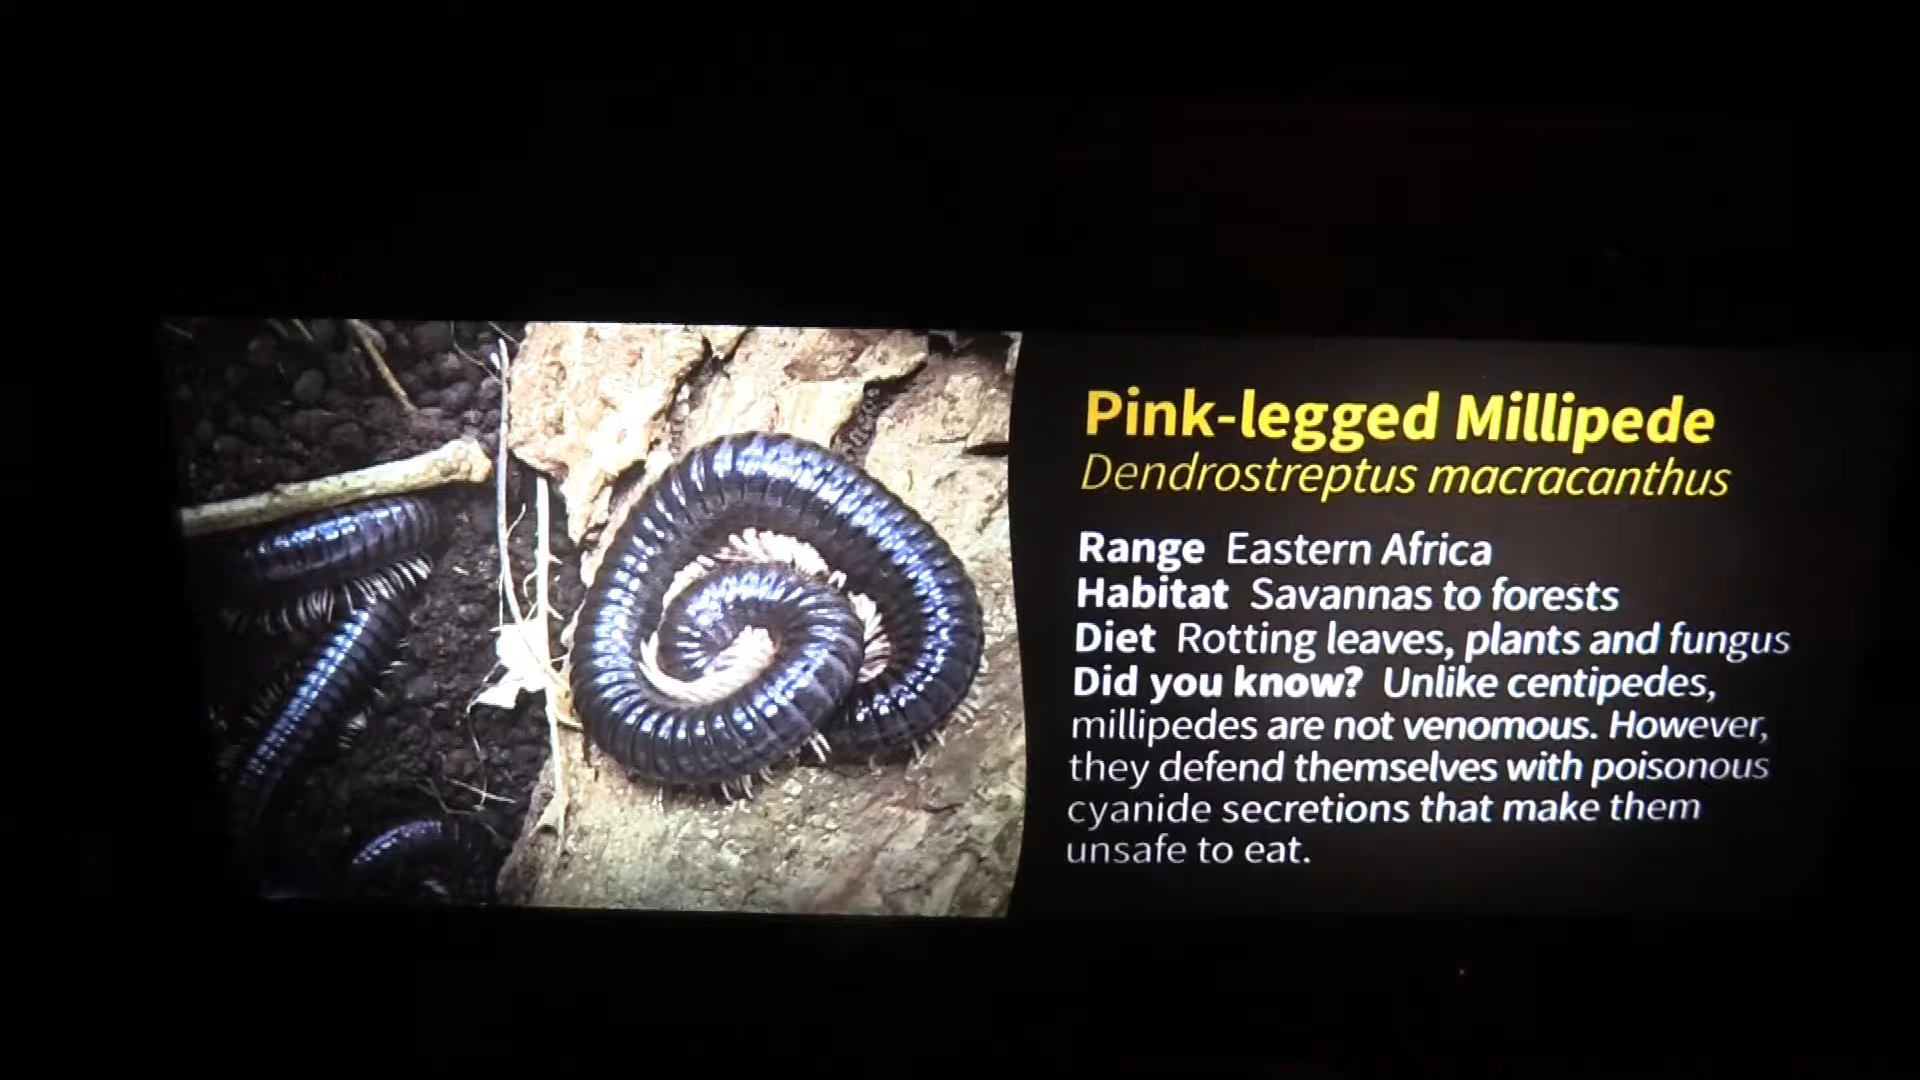 Pink-legged Millipede
Dendrostreptus macracanthus
Range Eastern Africa
Habitat Savannas to forests
Diet Rotting leaves, plants and fungus
Did you know? Unlike centipedes,
millipedes are not venomous. However,
they defend themselves with poisonous
cyanide secretions that make them
unsafe to eat.